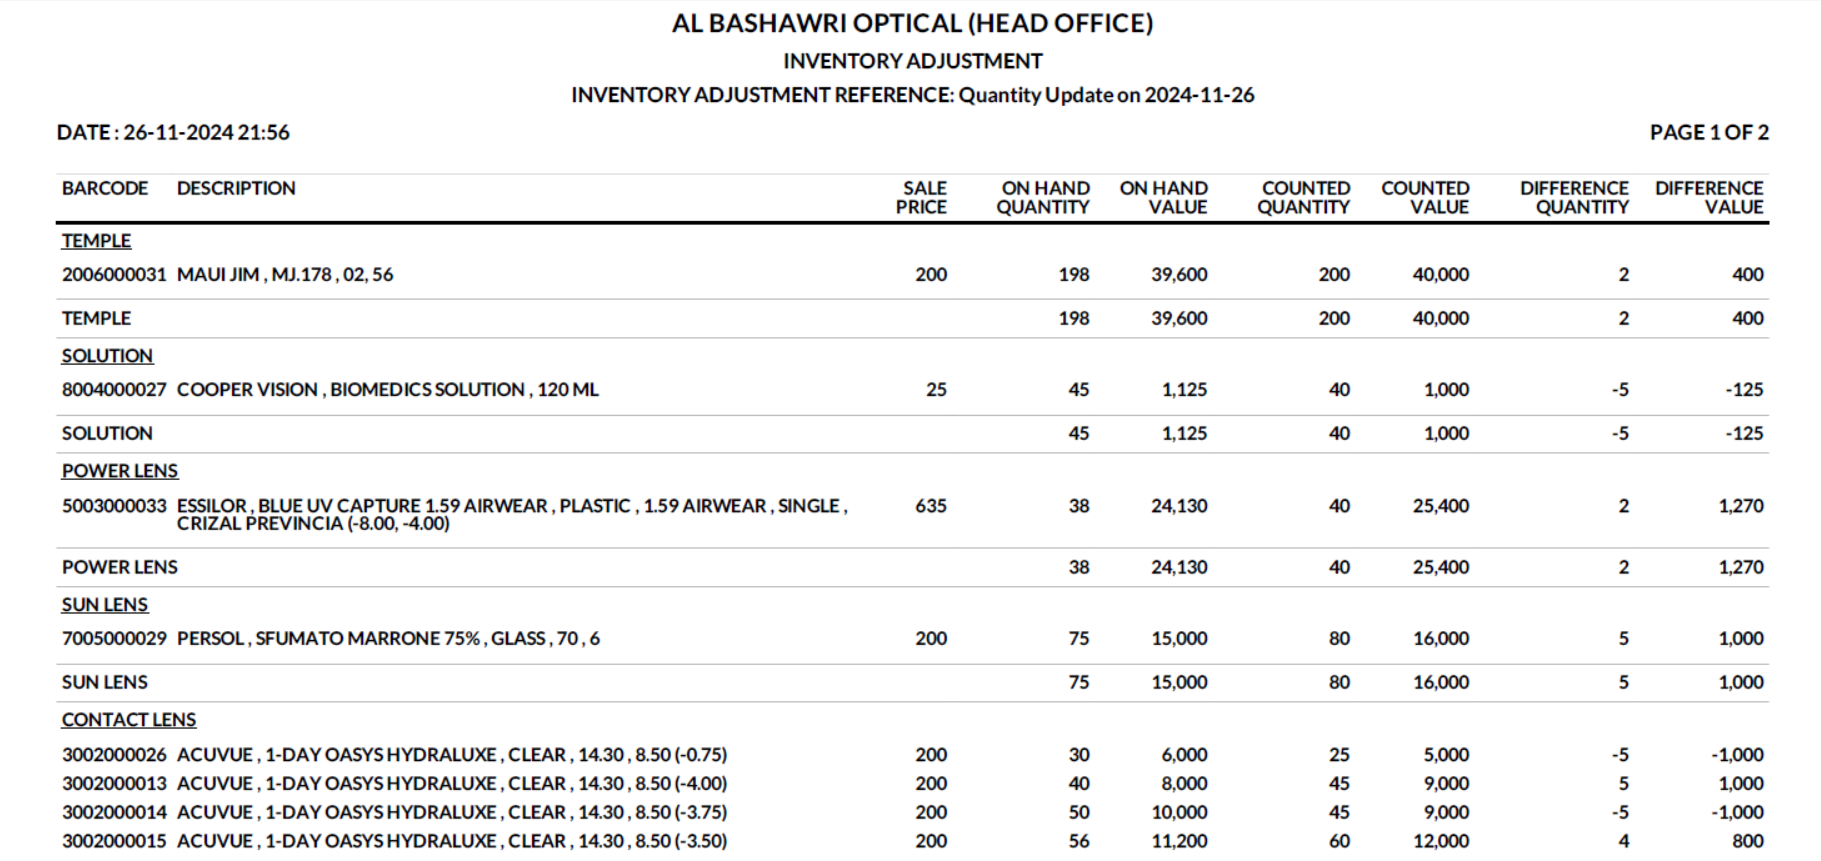 AL BASHAWRI OPTICAL (HEAD OFFICE)
INVENTORY ADJUSTMENT
INVENTORY ADJUSTMENT REFERENCE: Quantity Update on 2024-11-26
DATE : 26-11-2024 21:56 PAGE 1 OF 2
BARCODE DESCRIPTION SALE ON HAND ON HAND COUNTED COUNTED DIFFERENCE DIFFERENCE
PRICE QUANTITY VALUE QUANTITY VALUE QUANTITY VALUE
TEMPLE
2006000031 MAUI JIM , MJ.178 , 02, 56 200 198 39,600 200 40,000 2 400
TEMPLE 198 39,600 200 40,000 2 400
SOLUTION
8004000027 COOPER VISION , BIOMEDICS SOLUTION , 120 ML 25 45 1,125 40 1,000 -5 -125
SOLUTION 45 1,125 40 1,000 -5 -125
POWER LENS
5003000033 ESSILOR , BLUE UV CAPTURE 1.59 AIRWEAR , PLASTIC , 1.59 AIRWEAR , SINGLE , 635 38 24,130 40 25,400 2 1,270
CRIZAL PREVINCIA (-8.00, -4.00)
POWER LENS 38 24,130 40 25,400 2 1,270
SUN LENS
7005000029 PERSOL , SFUMATO MARRONE 75% , GLASS , 70 , 6 200 75 15,000 80 16,000 5 1,000
SUN LENS 75 15,000 80 16,000 5 1,000
CONTACT LENS
3002000026 ACUVUE , 1-DAY OASYS HYDRALUXE , CLEAR , 14.30 , 8.50 (-0.75) 200 30 6,000 25 5,000 -5 -1,000
3002000013 ACUVUE , 1-DAY OASYS HYDRALUXE , CLEAR , 14.30 , 8.50 (-4.00) 200 40 8,000 45 9,000 5 1,000
3002000014 ACUVUE , 1-DAY OASYS HYDRALUXE , CLEAR , 14.30 , 8.50 (-3.75) 200 50 10,000 45 9,000 -5 -1,000
3002000015 ACUVUE , 1-DAY OASYS HYDRALUXE , CLEAR , 14.30 , 8.50 (-3.50) 200 56 11,200 60 12,000 4 800